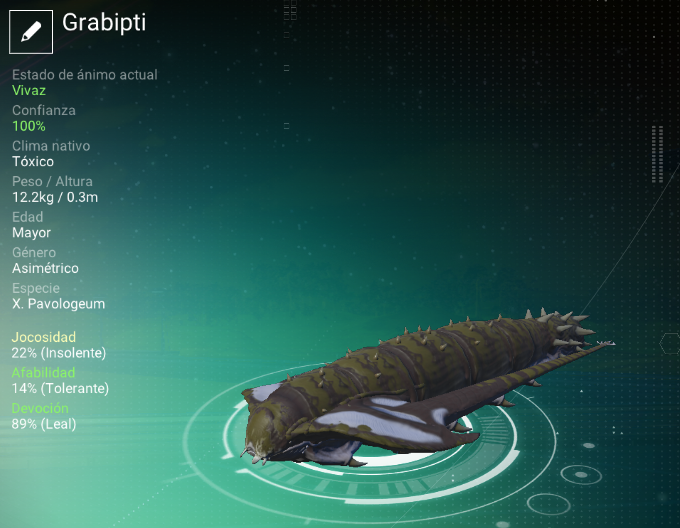 Grabipti
Estado de ánimo actual
Vivaz
Confianza
100%
Clima nativo
Tóxico
Peso / Altura
12.2kg / 0.3m
Edad
Mayor
Género
Asimétrico
Especie
X. Pavologeum
Jocosidad
22% (Insolente)
Afabilidad
14% (Tolerante)
Devoción
89% (Leal)